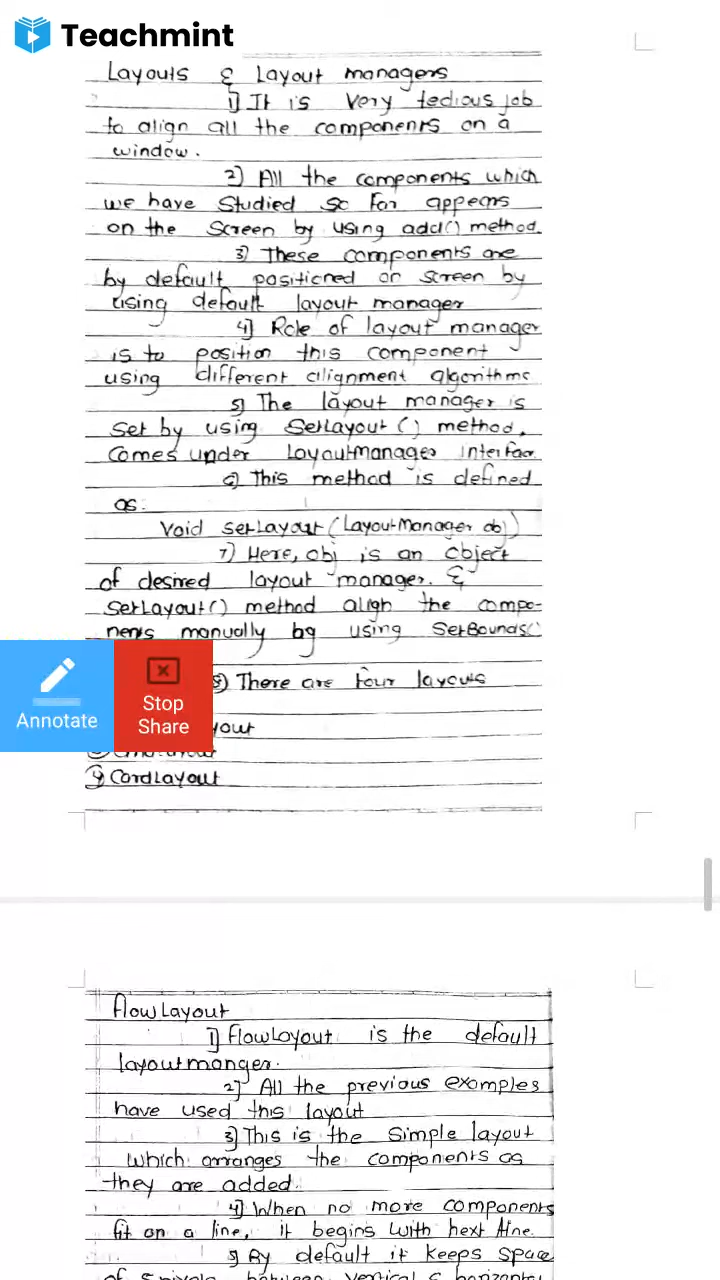 Teachmint
Layouts & Layout managers
1] It is very tedious job
to align all the components on a
window.
2) All the components which
we have studied so for appears
on the screen by using add() method.
3) These components are
by default positioned on screen by
using default layout manager
4] Role of layout manager
is to position this component
using different alignment algorithms
5] The layout manager is
set by using SetLayout () method.
Comes under LayoutManager interface
6) This method is defined
as:
Void setLayout (LayoutManager obj)
7) Here, obj is an object
of desired layout manager. &
SetLayout() method align the compo-
nents manually by using SetBounds()
8) There are four layouts
yout
4) CardLayout
Annotate
Stop
Share
flowLayout
1] FlowLayout is the default
layoutmanger.
2] All the previous examples
have used this layout
3] This is the simple layout
which arranges the components as
they are added.
4] When no more components
fit on a line, it begins with next line.
5] By default it keeps space
of 5 pixels between vertical & horizontal